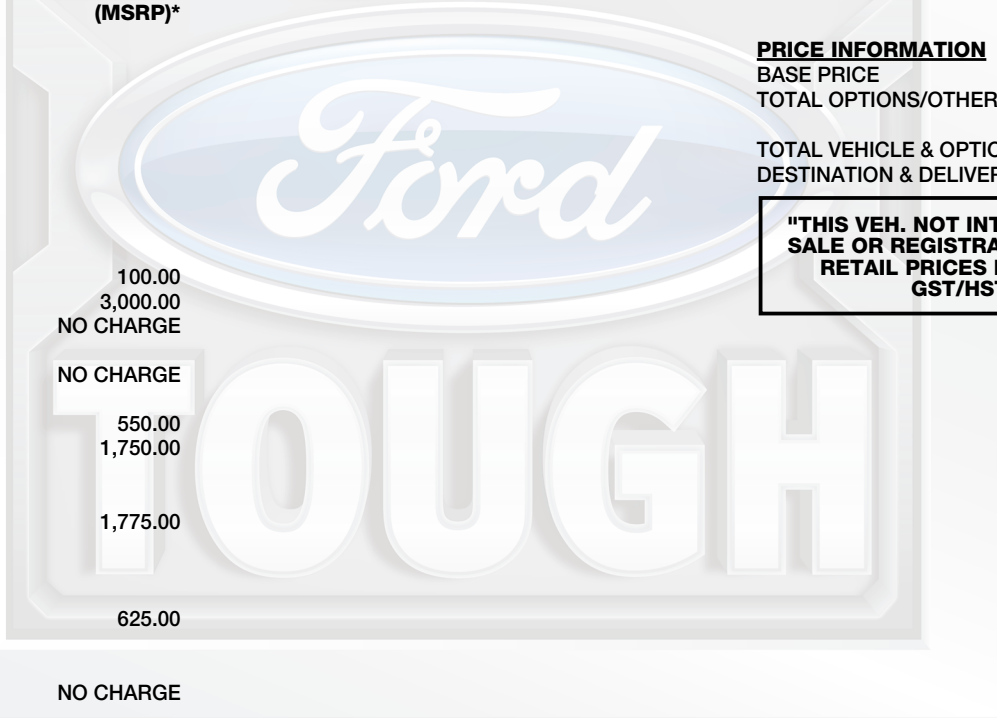 (MSRP)*
PRICE INFORMATION
BASE PRICE
TOTAL OPTIONS/OTHER
TOTAL VEHICLE & OPTIO
DESTINATION & DELIVER
"THIS VEH. NOT INT
SALE OR REGISTRA
RETAIL PRICES I
GST/HST
Ford
100.00
3,000.00
NO CHARGE
NO CHARGE
550.00
1,750.00
1,775.00
625.00
NO CHARGE
TOUGH